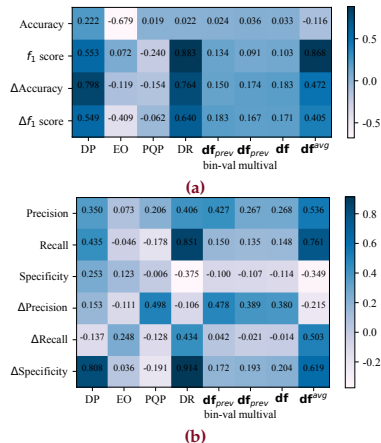 Accuracy 0.222 -0.679 0.019 0.022 0.024 0.036 0.033 -0.116
f₁ score 0.553 0.072 -0.240 0.883 0.134 0.091 0.103 0.868
ΔAccuracy 0.798 -0.119 -0.154 0.764 0.150 0.174 0.183 0.472
Δf₁ score 0.549 -0.409 -0.062 0.640 0.183 0.167 0.171 0.405
DP EO PQP DR df_prev df_prev df df^avg
bin-val multival
0.5
0.0
-0.5
(a)
Precision 0.350 0.073 0.206 0.406 0.427 0.267 0.268 0.536
Recall 0.435 -0.046 -0.178 0.851 0.150 0.135 0.148 0.761
Specificity 0.253 0.123 -0.006 -0.375 -0.100 -0.107 -0.114 -0.349
ΔPrecision 0.153 -0.111 0.498 -0.106 0.478 0.389 0.380 -0.215
ΔRecall -0.137 0.248 -0.128 0.434 0.042 -0.021 -0.014 0.503
ΔSpecificity 0.808 0.036 -0.191 0.914 0.172 0.193 0.204 0.619
DP EO PQP DR df_prev df_prev df df^avg
bin-val multival
0.8
0.6
0.4
0.2
0.0
-0.2
(b)